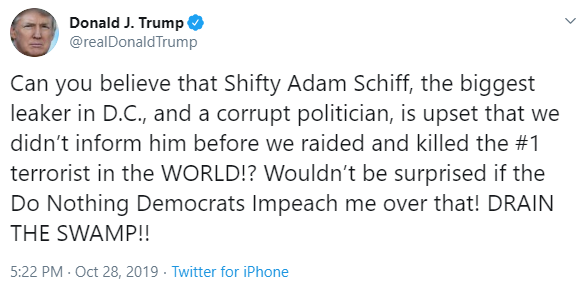 Donald J. Trump
@realDonaldTrump
Can you believe that Shifty Adam Schiff, the biggest
leaker in D.C., and a corrupt politician, is upset that we
didn’t inform him before we raided and killed the #1
terrorist in the WORLD!? Wouldn’t be surprised if the
Do Nothing Democrats Impeach me over that! DRAIN
THE SWAMP!!
5:22 PM · Oct 28, 2019 · Twitter for iPhone